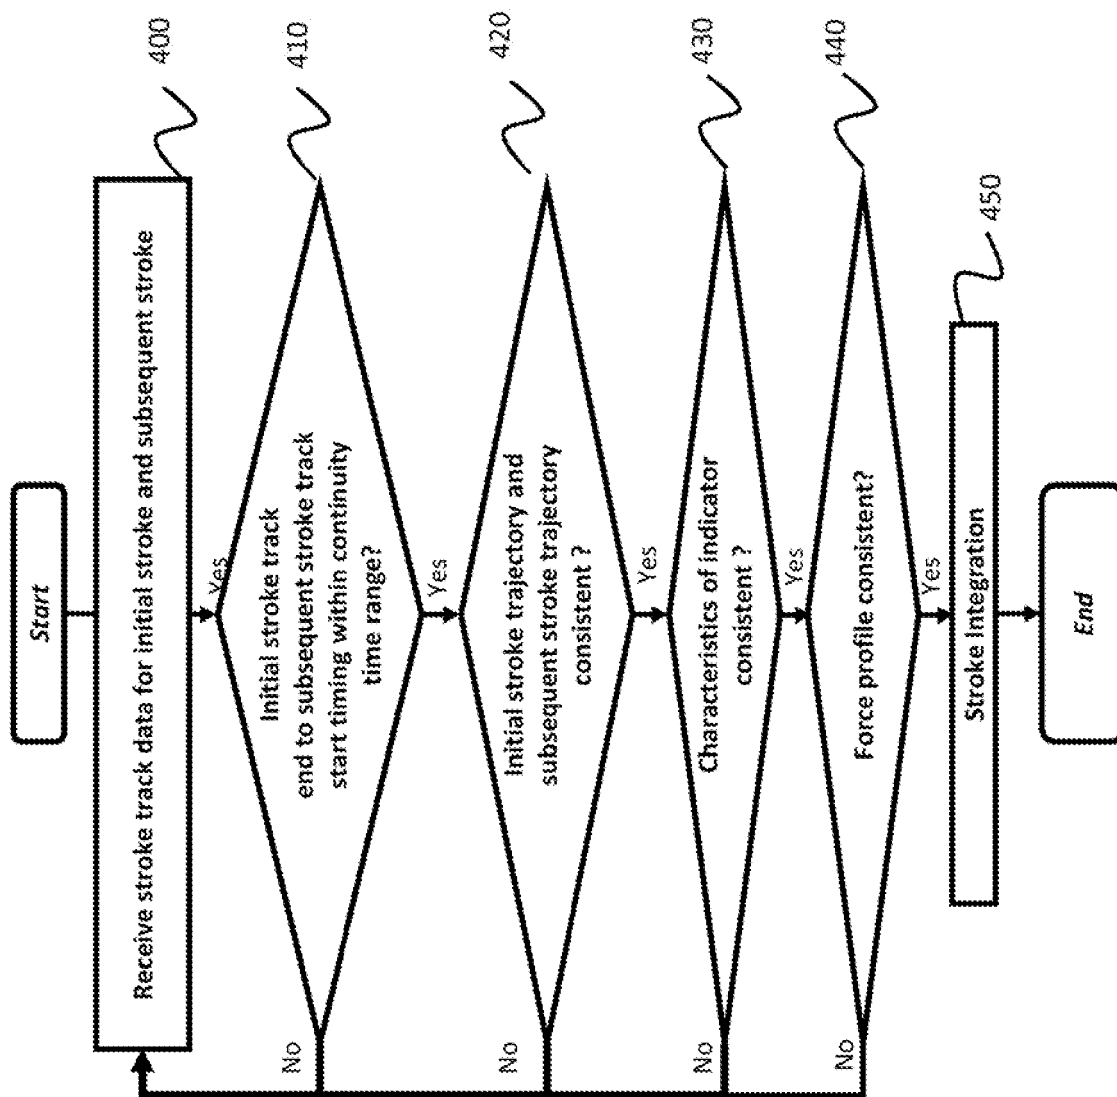 Start
400
Receive stroke track data for initial stroke and subsequent stroke
Yes
410
Initial stroke track
end to subsequent stroke track
start timing within continuity
time range?
No
Yes
420
Initial stroke trajectory and
subsequent stroke trajectory
consistent ?
No
Yes
430
Characteristics of indicator
consistent ?
No
Yes
440
Force profile consistent?
No
Yes
450
Stroke Integration
End